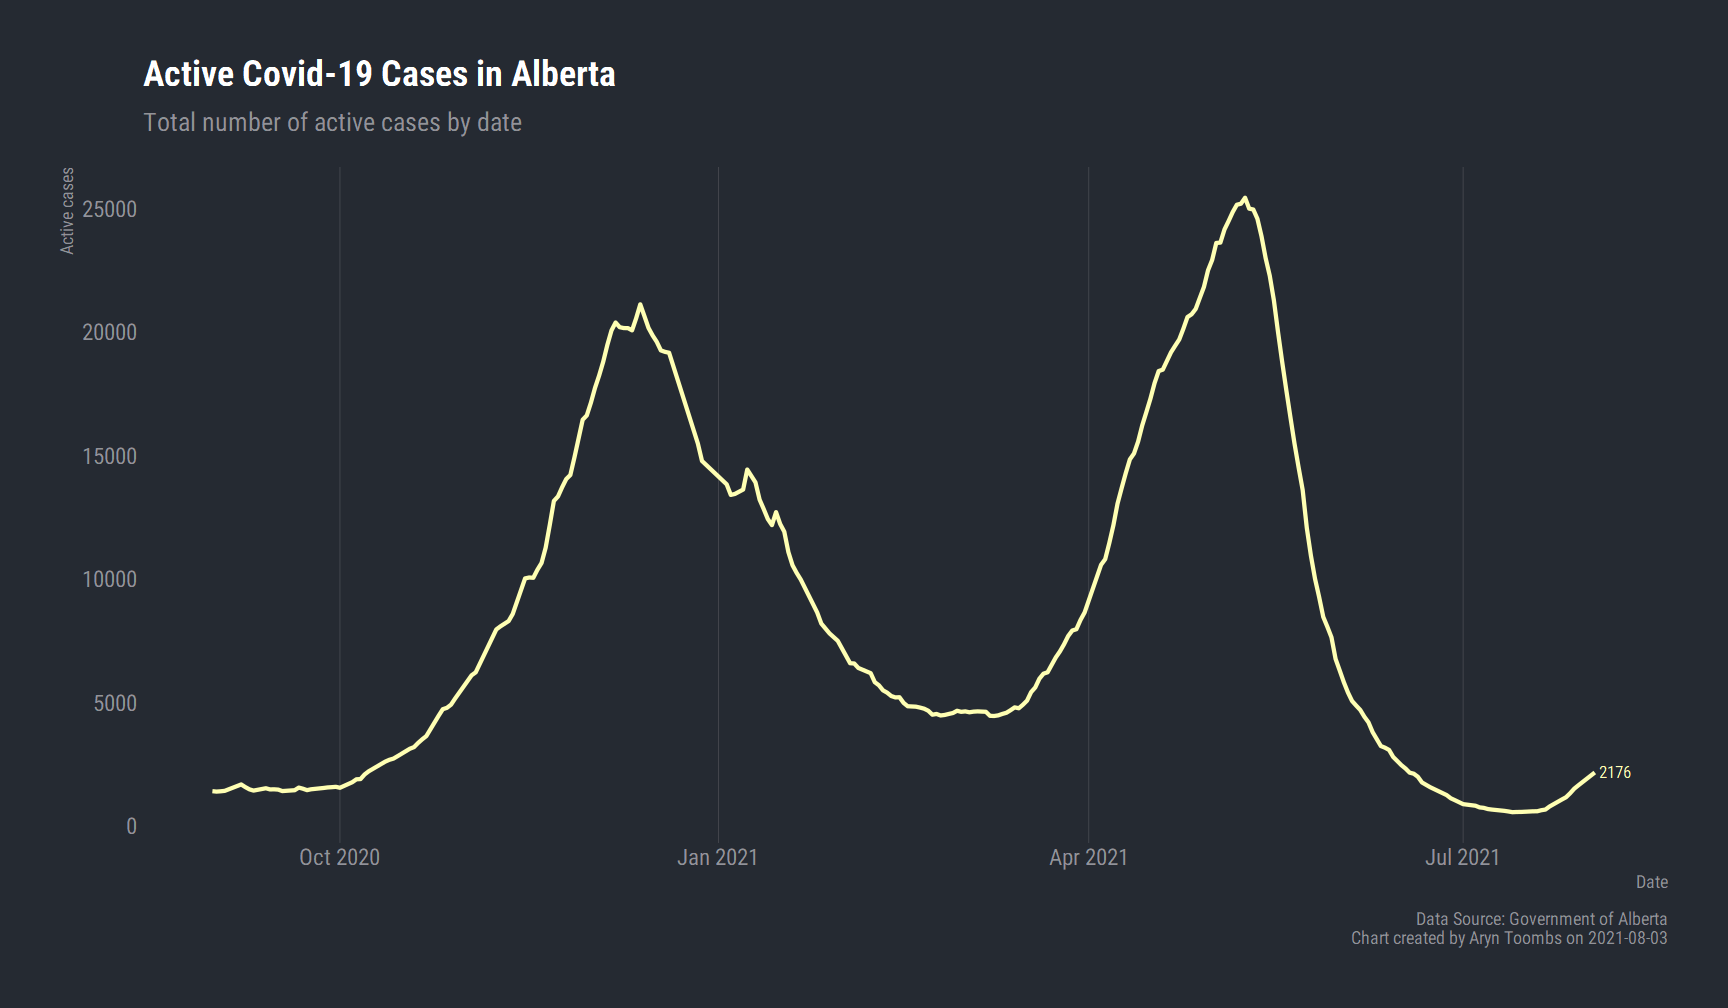 Active Covid-19 Cases in Alberta
Total number of active cases by date
Active cases
25000
20000
15000
10000
5000
0
2176
Oct 2020
Jan 2021
Apr 2021
Jul 2021
Date
Data Source: Government of Alberta
Chart created by Aryn Toombs on 2021-08-03